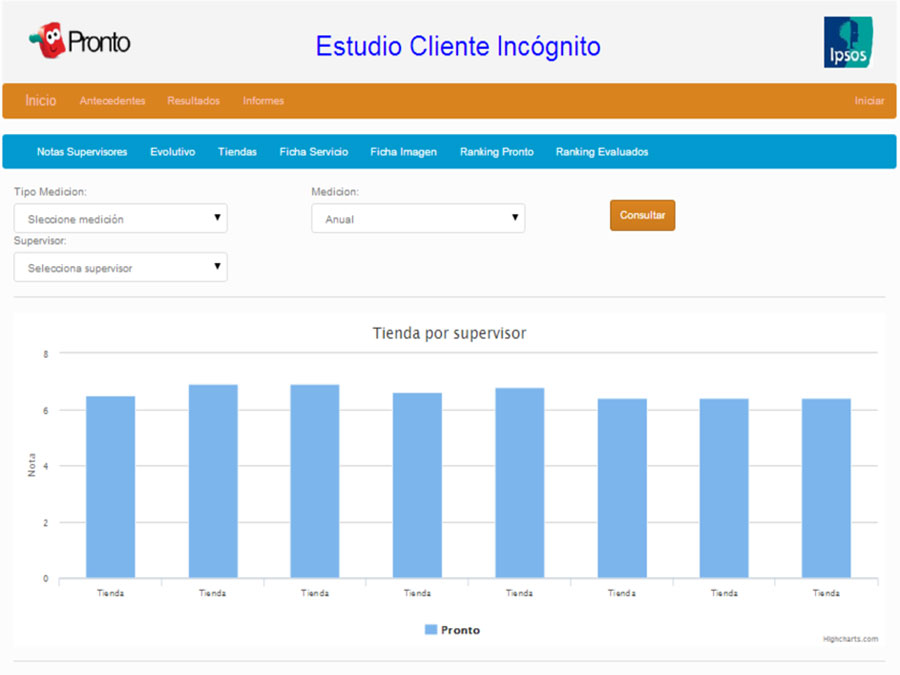 Pronto
Estudio Cliente Incógnito
Ipsos
Inicio Antecedentes Resultados Informes Iniciar
Notas Supervisores Evolutivo Tiendas Ficha Servicio Ficha Imagen Ranking Pronto Ranking Evaluados
Tipo Medicion: Medicion:
Sleccione medición Anual Consultar
Supervisor:
Selecciona supervisor
Tienda por supervisor
8
6
4
2
0
Nota
Tienda Tienda Tienda Tienda Tienda Tienda Tienda Tienda
Pronto
Highcharts.com